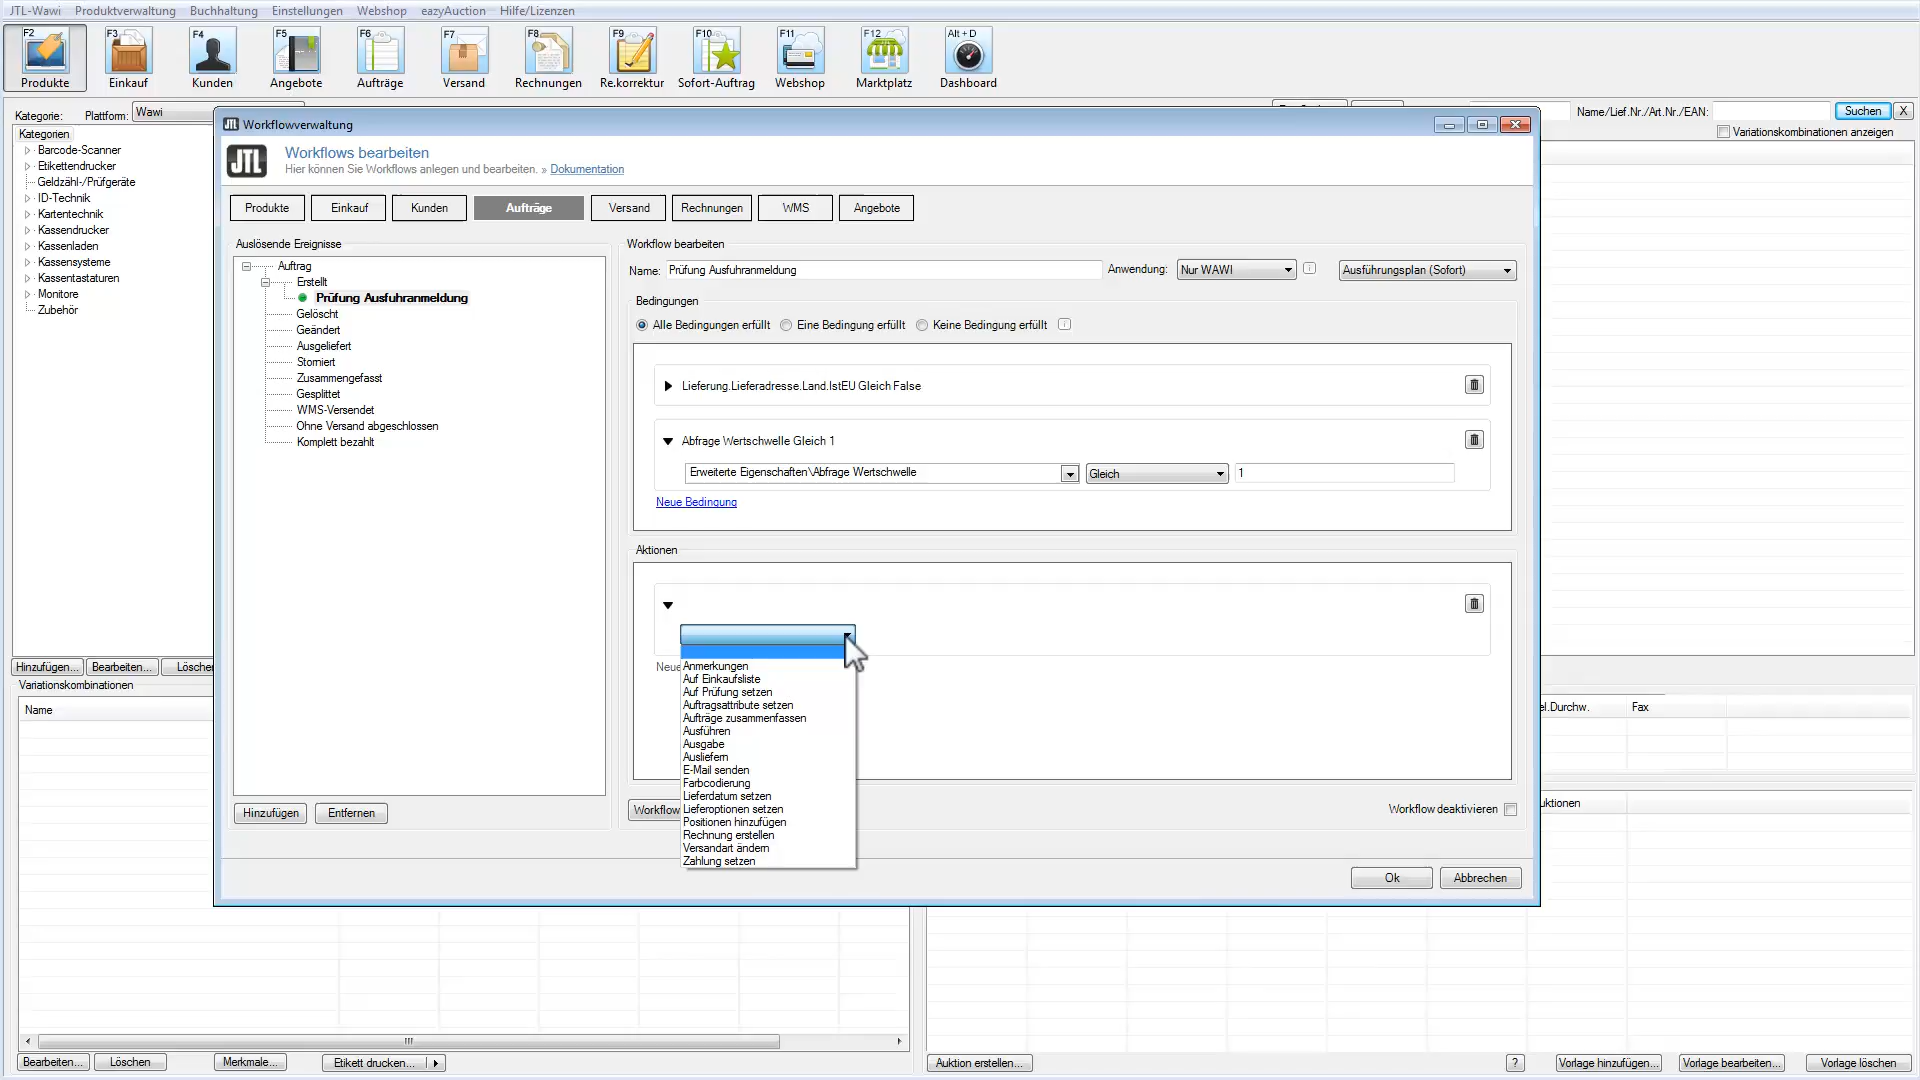 JTL-Wawi Produktverwaltung Buchhaltung Einstellungen Webshop eazyAuction Hilfe/Lizenzen
F2 F3 F4 F5 F6 F7 F8 F9 F10 F11 F12 Alt + D
Produkte Einkauf Kunden Angebote Aufträge Versand Rechnungen Re.korrektur Sofort-Auftrag Webshop Marktplatz Dashboard
Kategorie: Plattform: Wawi
Name/Lief.Nr./Art.Nr./EAN: Suchen X
Variationskombinationen anzeigen
Kategorien
Barcode-Scanner
Etikettendrucker
Geldzähl-/Prüfgeräte
ID-Technik
Kartentechnik
Kassendrucker
Kassenladen
Kassensysteme
Kassentastaturen
Monitore
Zubehör
Hinzufügen... Bearbeiten... Lösche
Variationskombinationen
Name
Workflowverwaltung
JTL
Workflows bearbeiten
Hier können Sie Workflows anlegen und bearbeiten. » Dokumentation
Produkte Einkauf Kunden Aufträge Versand Rechnungen WMS Angebote
Auslösende Ereignisse
Auftrag
Erstellt
Prüfung Ausfuhranmeldung
Gelöscht
Geändert
Ausgeliefert
Storniert
Zusammengefasst
Gesplittet
WMS-Versendet
Ohne Versand abgeschlossen
Komplett bezahlt
Hinzufügen Entfernen
Workflow bearbeiten
Name: Prüfung Ausfuhranmeldung Anwendung: Nur WAWI Ausführungsplan (Sofort)
Bedingungen
Alle Bedingungen erfüllt Eine Bedingung erfüllt Keine Bedingung erfüllt
Lieferung.Lieferadresse.Land.IstEU Gleich False
Abfrage Wertschwelle Gleich 1
Erweiterte Eigenschaften\Abfrage Wertschwelle Gleich 1
Neue Bedingung
Aktionen
Neue
Anmerkungen
Auf Einkaufsliste
Auf Prüfung setzen
Auftragsattribute setzen
Aufträge zusammenfassen
Ausführen
Ausgabe
Ausliefern
E-Mail senden
Farbcodierung
Lieferdatum setzen
Lieferoptionen setzen
Positionen hinzufügen
Rechnung erstellen
Versandart ändern
Zahlung setzen
Workflow
Workflow deaktivieren
Ok Abbrechen
el.Durchw. Fax
uktionen
Bearbeiten... Löschen Merkmale... Etikett drucken...
Auktion erstellen... ? Vorlage hinzufügen... Vorlage bearbeiten... Vorlage löschen